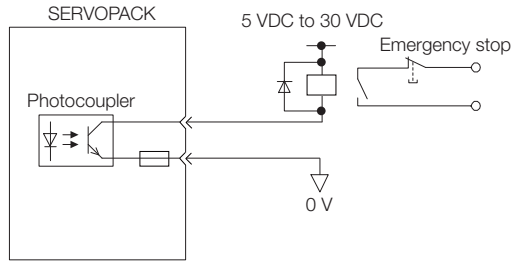 SERVOPACK
5 VDC to 30 VDC
Emergency stop
Photocoupler
0 V